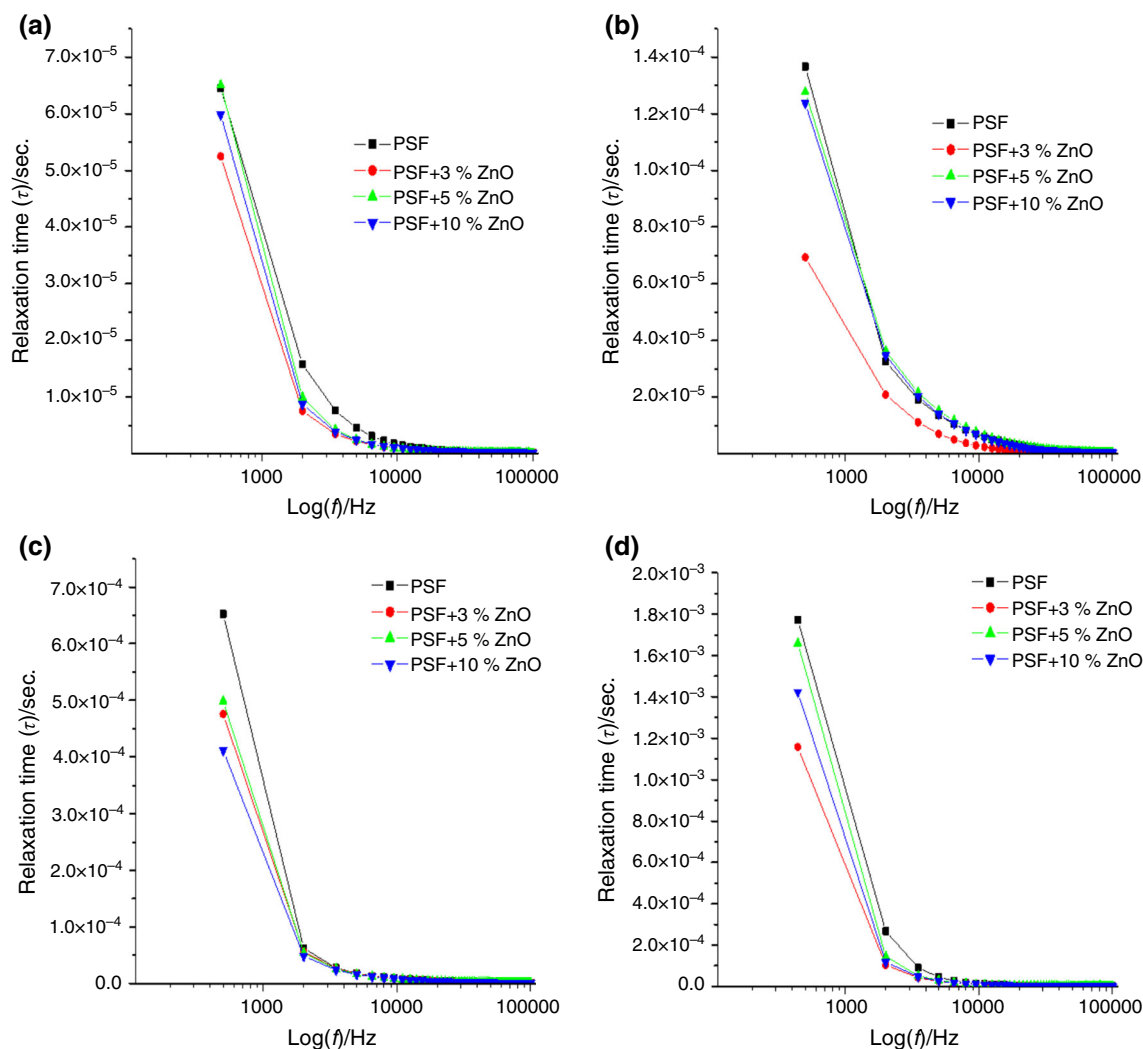 (a)
Relaxation time (τ)/sec.
7.0×10⁻⁵
6.0×10⁻⁵
5.0×10⁻⁵
4.0×10⁻⁵
3.0×10⁻⁵
2.0×10⁻⁵
1.0×10⁻⁵
PSF
PSF+3 % ZnO
PSF+5 % ZnO
PSF+10 % ZnO
1000 10000 100000
Log(f)/Hz
(b)
Relaxation time (τ)/sec.
1.4×10⁻⁴
1.2×10⁻⁴
1.0×10⁻⁴
8.0×10⁻⁵
6.0×10⁻⁵
4.0×10⁻⁵
2.0×10⁻⁵
PSF
PSF+3 % ZnO
PSF+5 % ZnO
PSF+10 % ZnO
1000 10000 100000
Log(f)/Hz
(c)
Relaxation time (τ)/sec.
7.0×10⁻⁴
6.0×10⁻⁴
5.0×10⁻⁴
4.0×10⁻⁴
3.0×10⁻⁴
2.0×10⁻⁴
1.0×10⁻⁴
0.0
PSF
PSF+3 % ZnO
PSF+5 % ZnO
PSF+10 % ZnO
1000 10000 100000
Log(f)/Hz
(d)
Relaxation time (τ)/sec.
2.0×10⁻³
1.8×10⁻³
1.6×10⁻³
1.4×10⁻³
1.2×10⁻³
1.0×10⁻³
8.0×10⁻⁴
6.0×10⁻⁴
4.0×10⁻⁴
2.0×10⁻⁴
0.0
PSF
PSF+3 % ZnO
PSF+5 % ZnO
PSF+10 % ZnO
1000 10000 100000
Log(f)/Hz